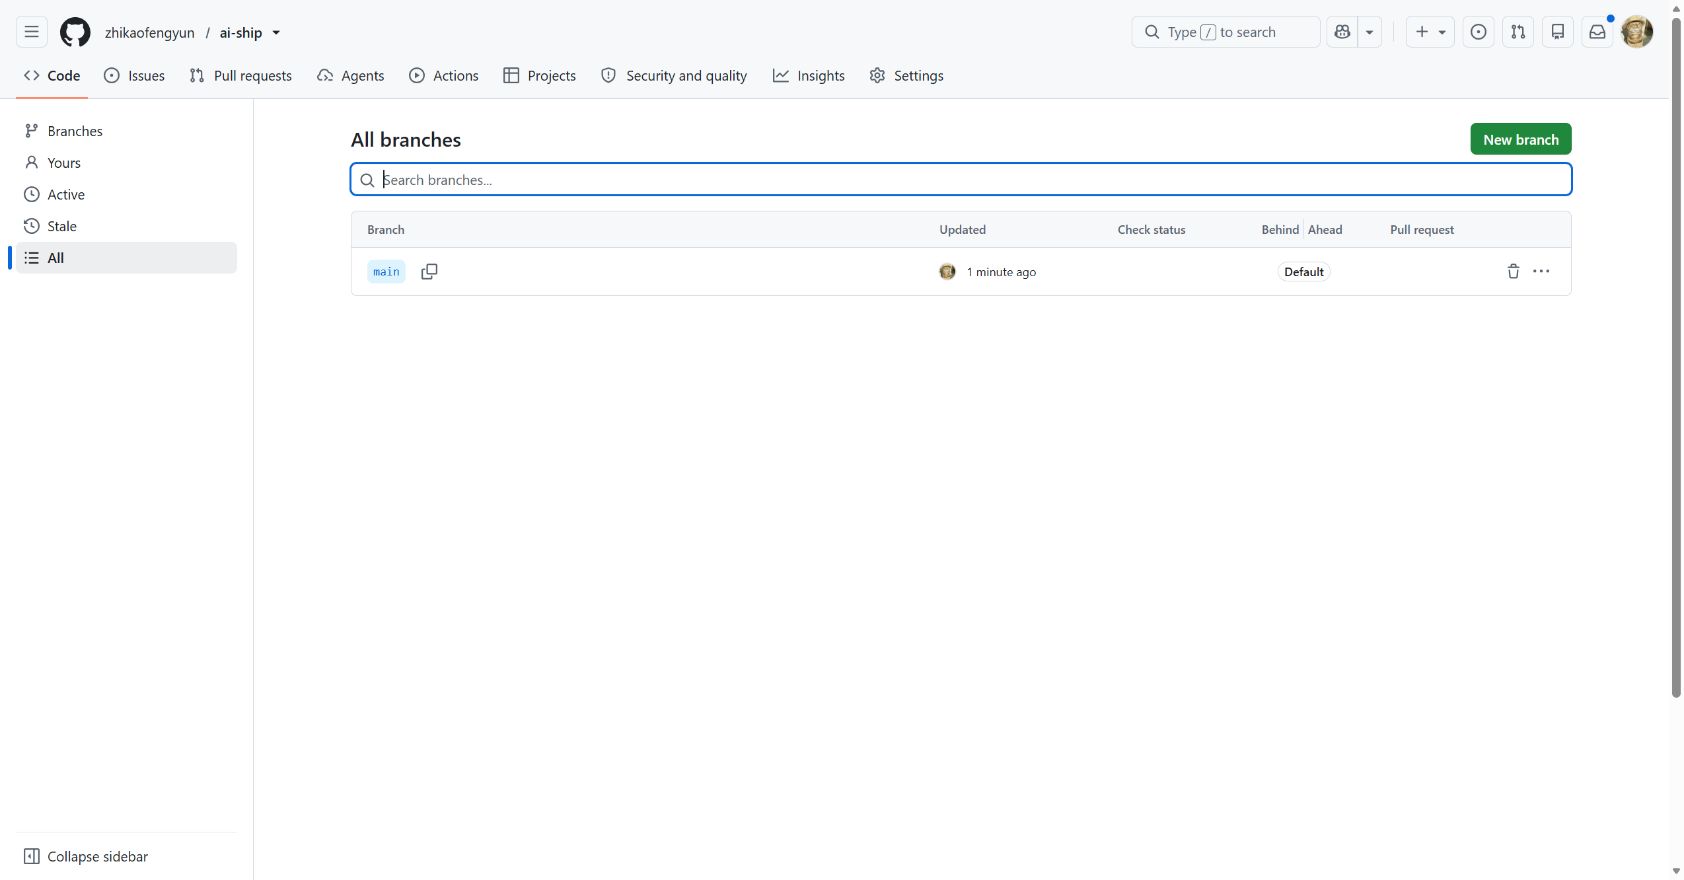 zhikaofengyun / ai-ship
Type / to search
Code
Issues
Pull requests
Agents
Actions
Projects
Security and quality
Insights
Settings
Branches
Yours
Active
Stale
All
Collapse sidebar
All branches
New branch
Search branches...
Branch Updated Check status Behind Ahead Pull request
main 1 minute ago Default